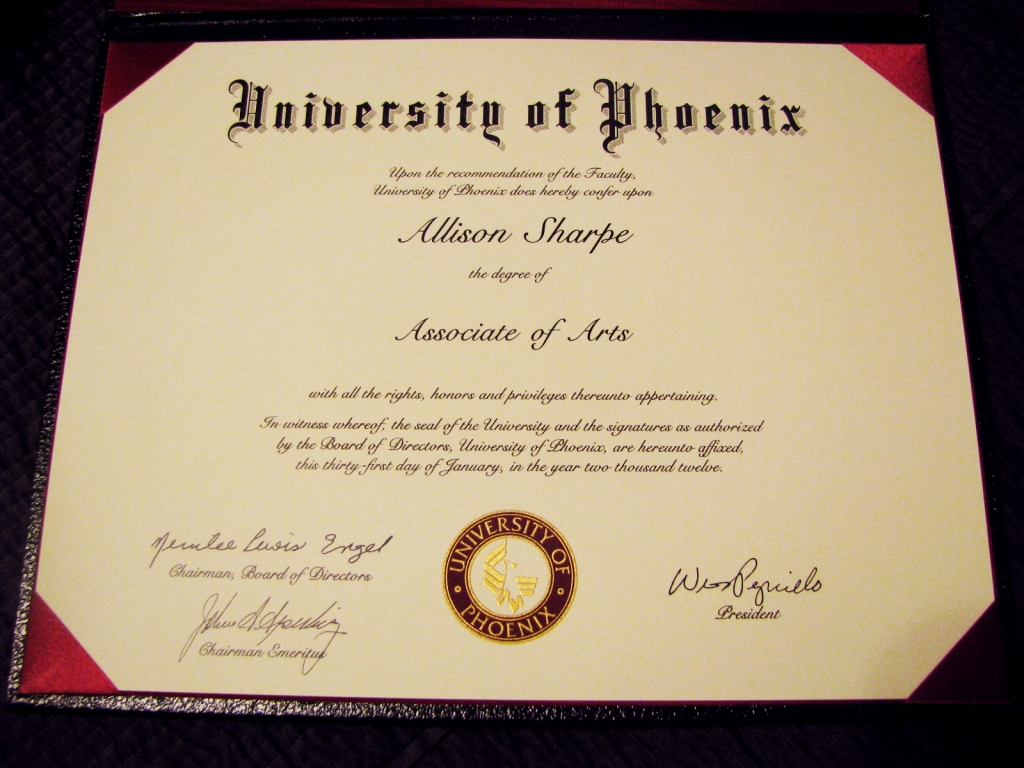 University of Phoenix
Upon the recommendation of the Faculty,
University of Phoenix does hereby confer upon
Allison Sharpe
the degree of
Associate of Arts
with all the rights, honors and privileges thereunto appertaining.
In witness whereof, the seal of the University and the signatures as authorized
by the Board of Directors, University of Phoenix, are hereunto affixed,
this thirty-first day of January, in the year two thousand twelve.
Chairman, Board of Directors
Chairman Emeritus
UNIVERSITY OF
PHOENIX
President